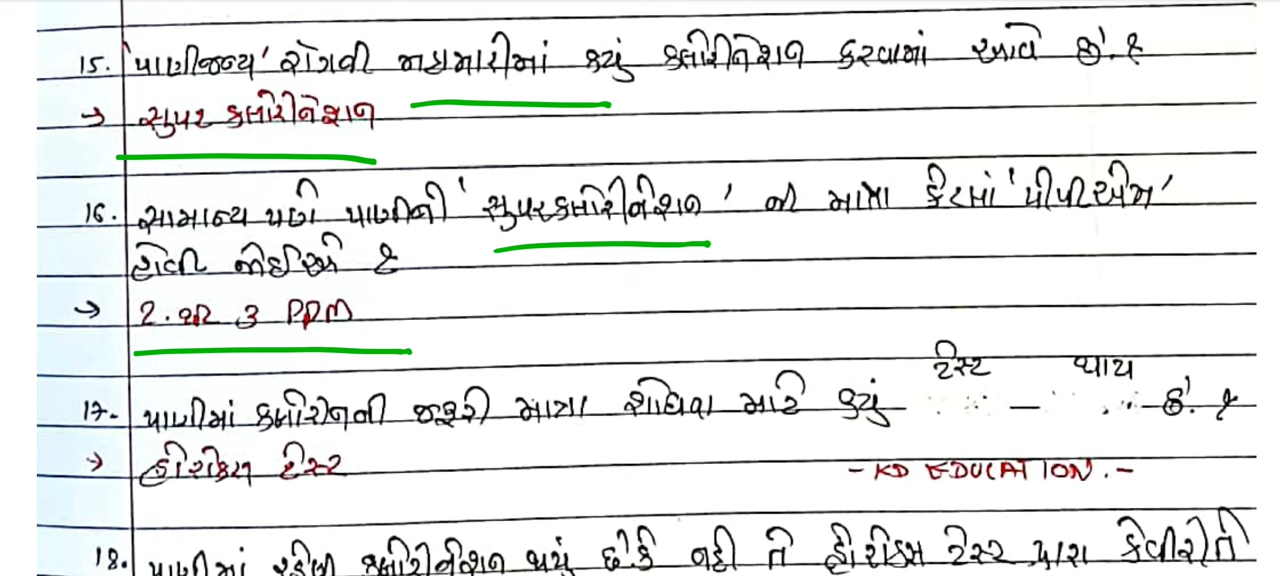 15. 'પાણીજન્ય' રોગની મહામારીમાં કયું ક્લોરીનેશન કરવામાં આવે છે. ?
→ સુપર ક્લોરીનેશન
16. સામાન્ય પણે પાણીની 'સુપરક્લોરીનેશન' ની માત્રા કેટલાં 'પીપીએમ'
હોવી જોઈએ ?
→ 2. થી 3 PPM
ટેસ્ટ થાય
17. પાણીમાં ક્લોરીનની જરૂરી માત્રા શોધવા માટે કયું છે. ?
→ હોરોક્ષ ટેસ્ટ
- KD EDUCATION. -
18. પાણીમાં ક્લોરીનેશન થયું છે કે નહી તે હોરોક્ષ ટેસ્ટ દ્વારા કેવી રીતે